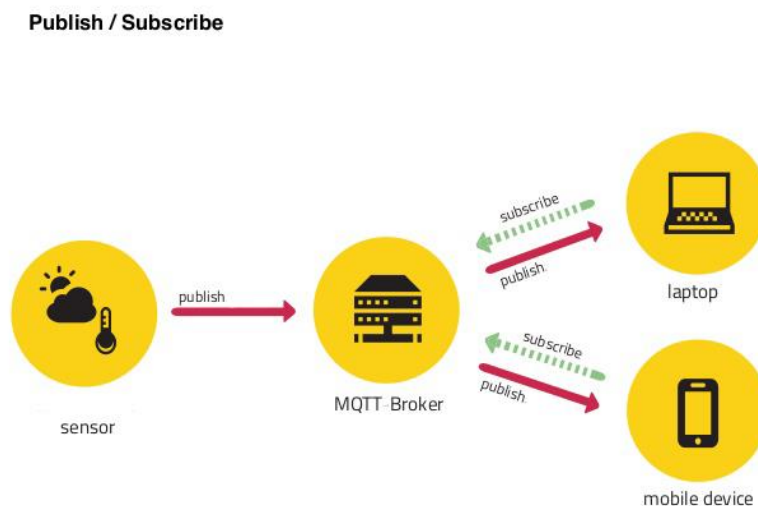 Publish / Subscribe
subscribe
publish
laptop
publish
MQTT-Broker
sensor
subscribe
publish
mobile device